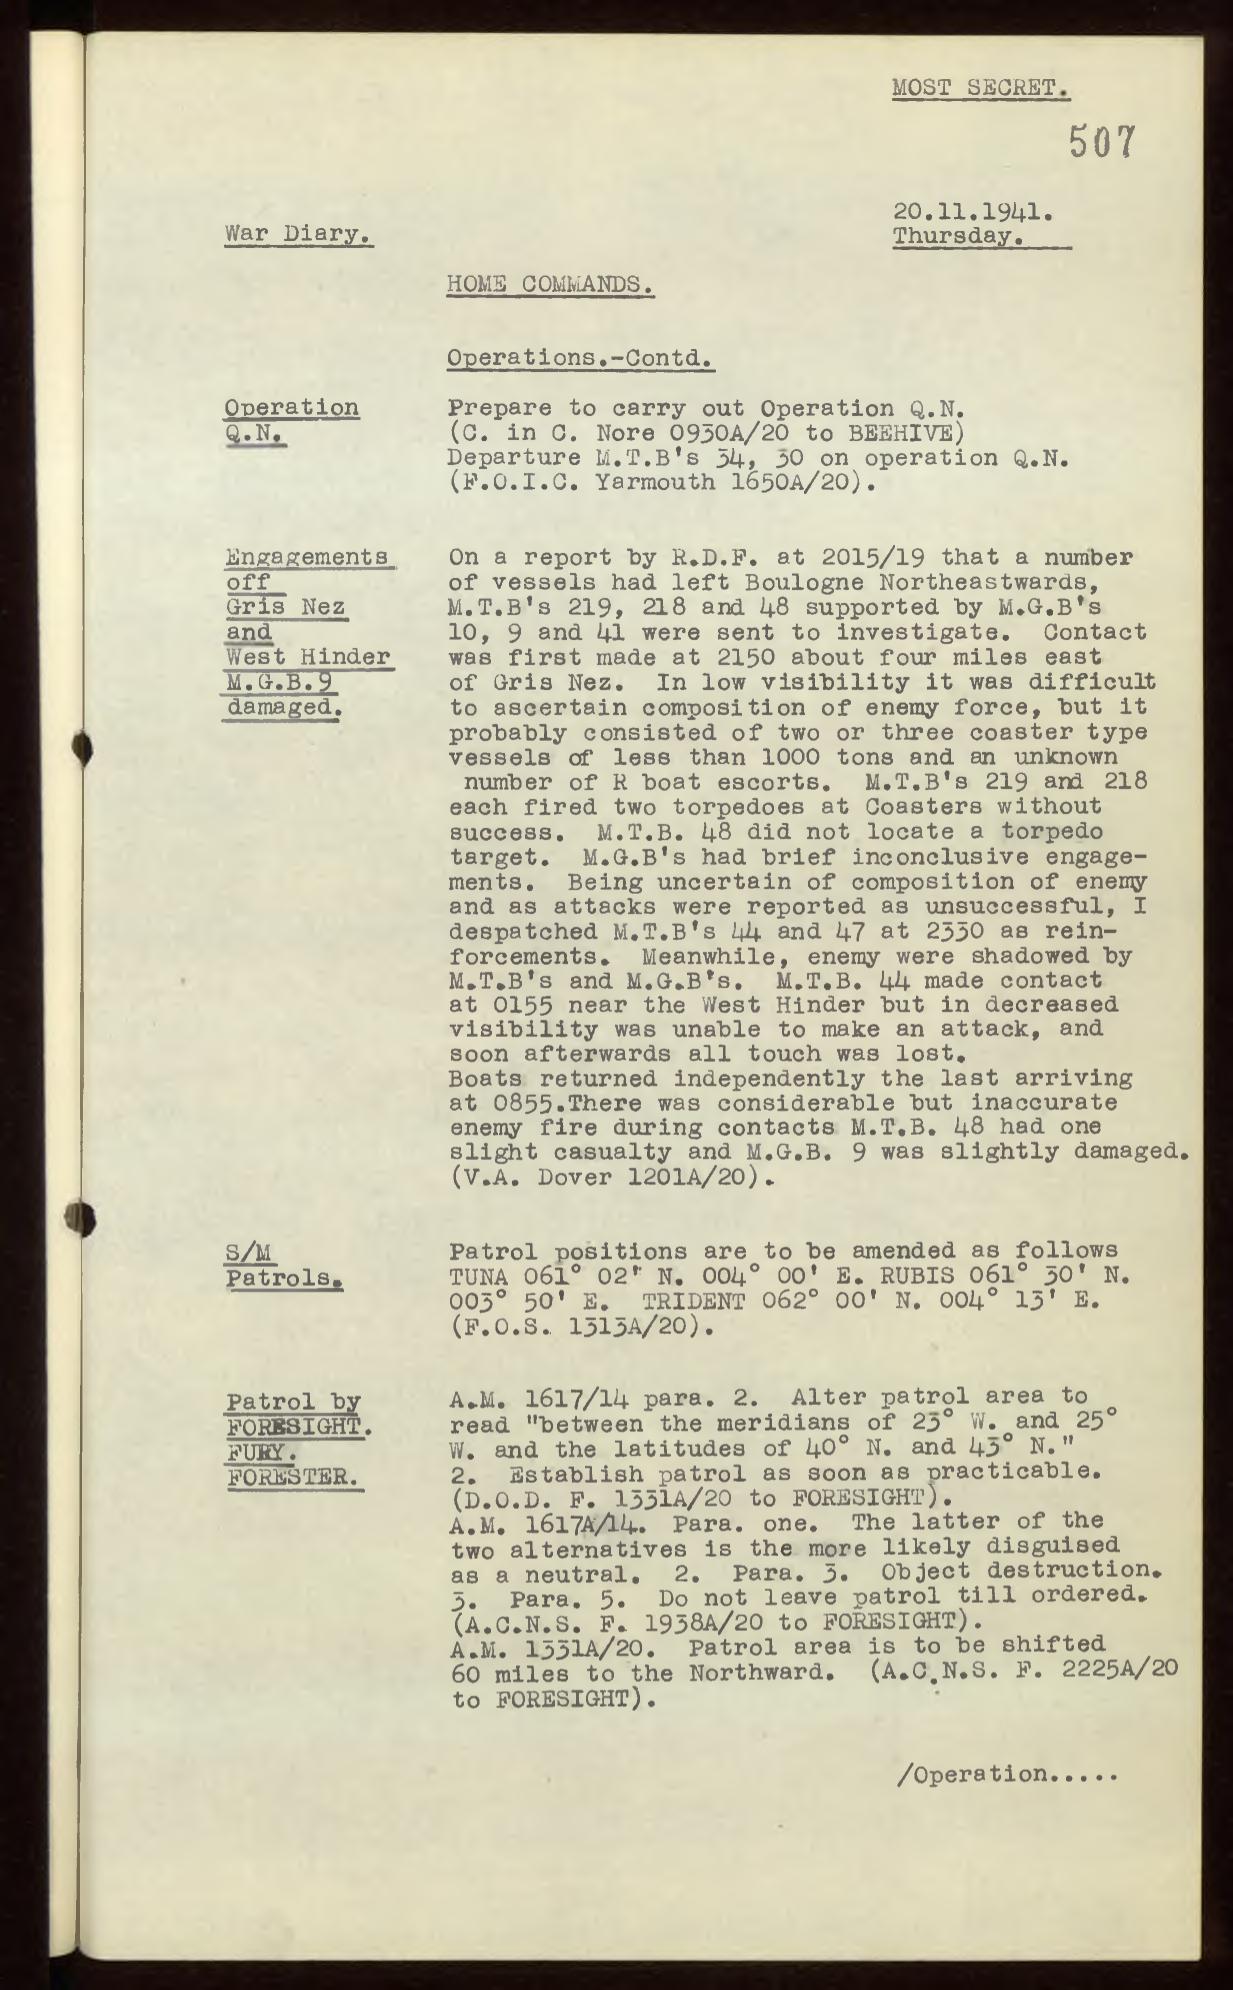 MOST SECRET.
507
20.11.1941.
War Diary.
Thursday.
HOME COMMANDS.
Operations.-Contd.
Operation
Q.N.
Prepare to carry out Operation Q.N.
(C. in C. Nore 0930A/20 to BEEHIVE)
Departure M.T.B's 34, 30 on operation Q.N.
(F.O.I.C. Yarmouth 1650A/20).
Engagements
off
Gris Nez
and
West Hinder
M.G.B.9
damaged.
On a report by R.D.F. at 2015/19 that a number
of vessels had left Boulogne Northeastwards,
M.T.B's 219, 218 and 48 supported by M.G.B's
10, 9 and 41 were sent to investigate. Contact
was first made at 2150 about four miles east
of Gris Nez. In low visibility it was difficult
to ascertain composition of enemy force, but it
probably consisted of two or three coaster type
vessels of less than 1000 tons and an unknown
number of R boat escorts. M.T.B's 219 and 218
each fired two torpedoes at Coasters without
success. M.T.B. 48 did not locate a torpedo
target. M.G.B's had brief inconclusive engage-
ments. Being uncertain of composition of enemy
and as attacks were reported as unsuccessful, I
despatched M.T.B's 44 and 47 at 2330 as rein-
forcements. Meanwhile, enemy were shadowed by
M.T.B's and M.G.B's. M.T.B. 44 made contact
at 0155 near the West Hinder but in decreased
visibility was unable to make an attack, and
soon afterwards all touch was lost.
Boats returned independently the last arriving
at 0855.There was considerable but inaccurate
enemy fire during contacts M.T.B. 48 had one
slight casualty and M.G.B. 9 was slightly damaged.
(V.A. Dover 1201A/20).
S/M
Patrols.
Patrol positions are to be amended as follows
TUNA 061° 02' N. 004° 00' E. RUBIS 061° 30' N.
003° 50' E. TRIDENT 062° 00' N. 004° 13' E.
(F.O.S. 1313A/20).
Patrol by
FORESIGHT.
FURY.
FORESTER.
A.M. 1617/14 para. 2. Alter patrol area to
read "between the meridians of 23° W. and 25°
W. and the latitudes of 40° N. and 43° N."
2. Establish patrol as soon as practicable.
(D.O.D. F. 1331A/20 to FORESIGHT).
A.M. 1617A/14. Para. one. The latter of the
two alternatives is the more likely disguised
as a neutral. 2. Para. 3. Object destruction.
3. Para. 5. Do not leave patrol till ordered.
(A.C.N.S. F. 1938A/20 to FORESIGHT).
A.M. 1331A/20. Patrol area is to be shifted
60 miles to the Northward. (A.C.N.S. F. 2225A/20
to FORESIGHT).
/Operation.....